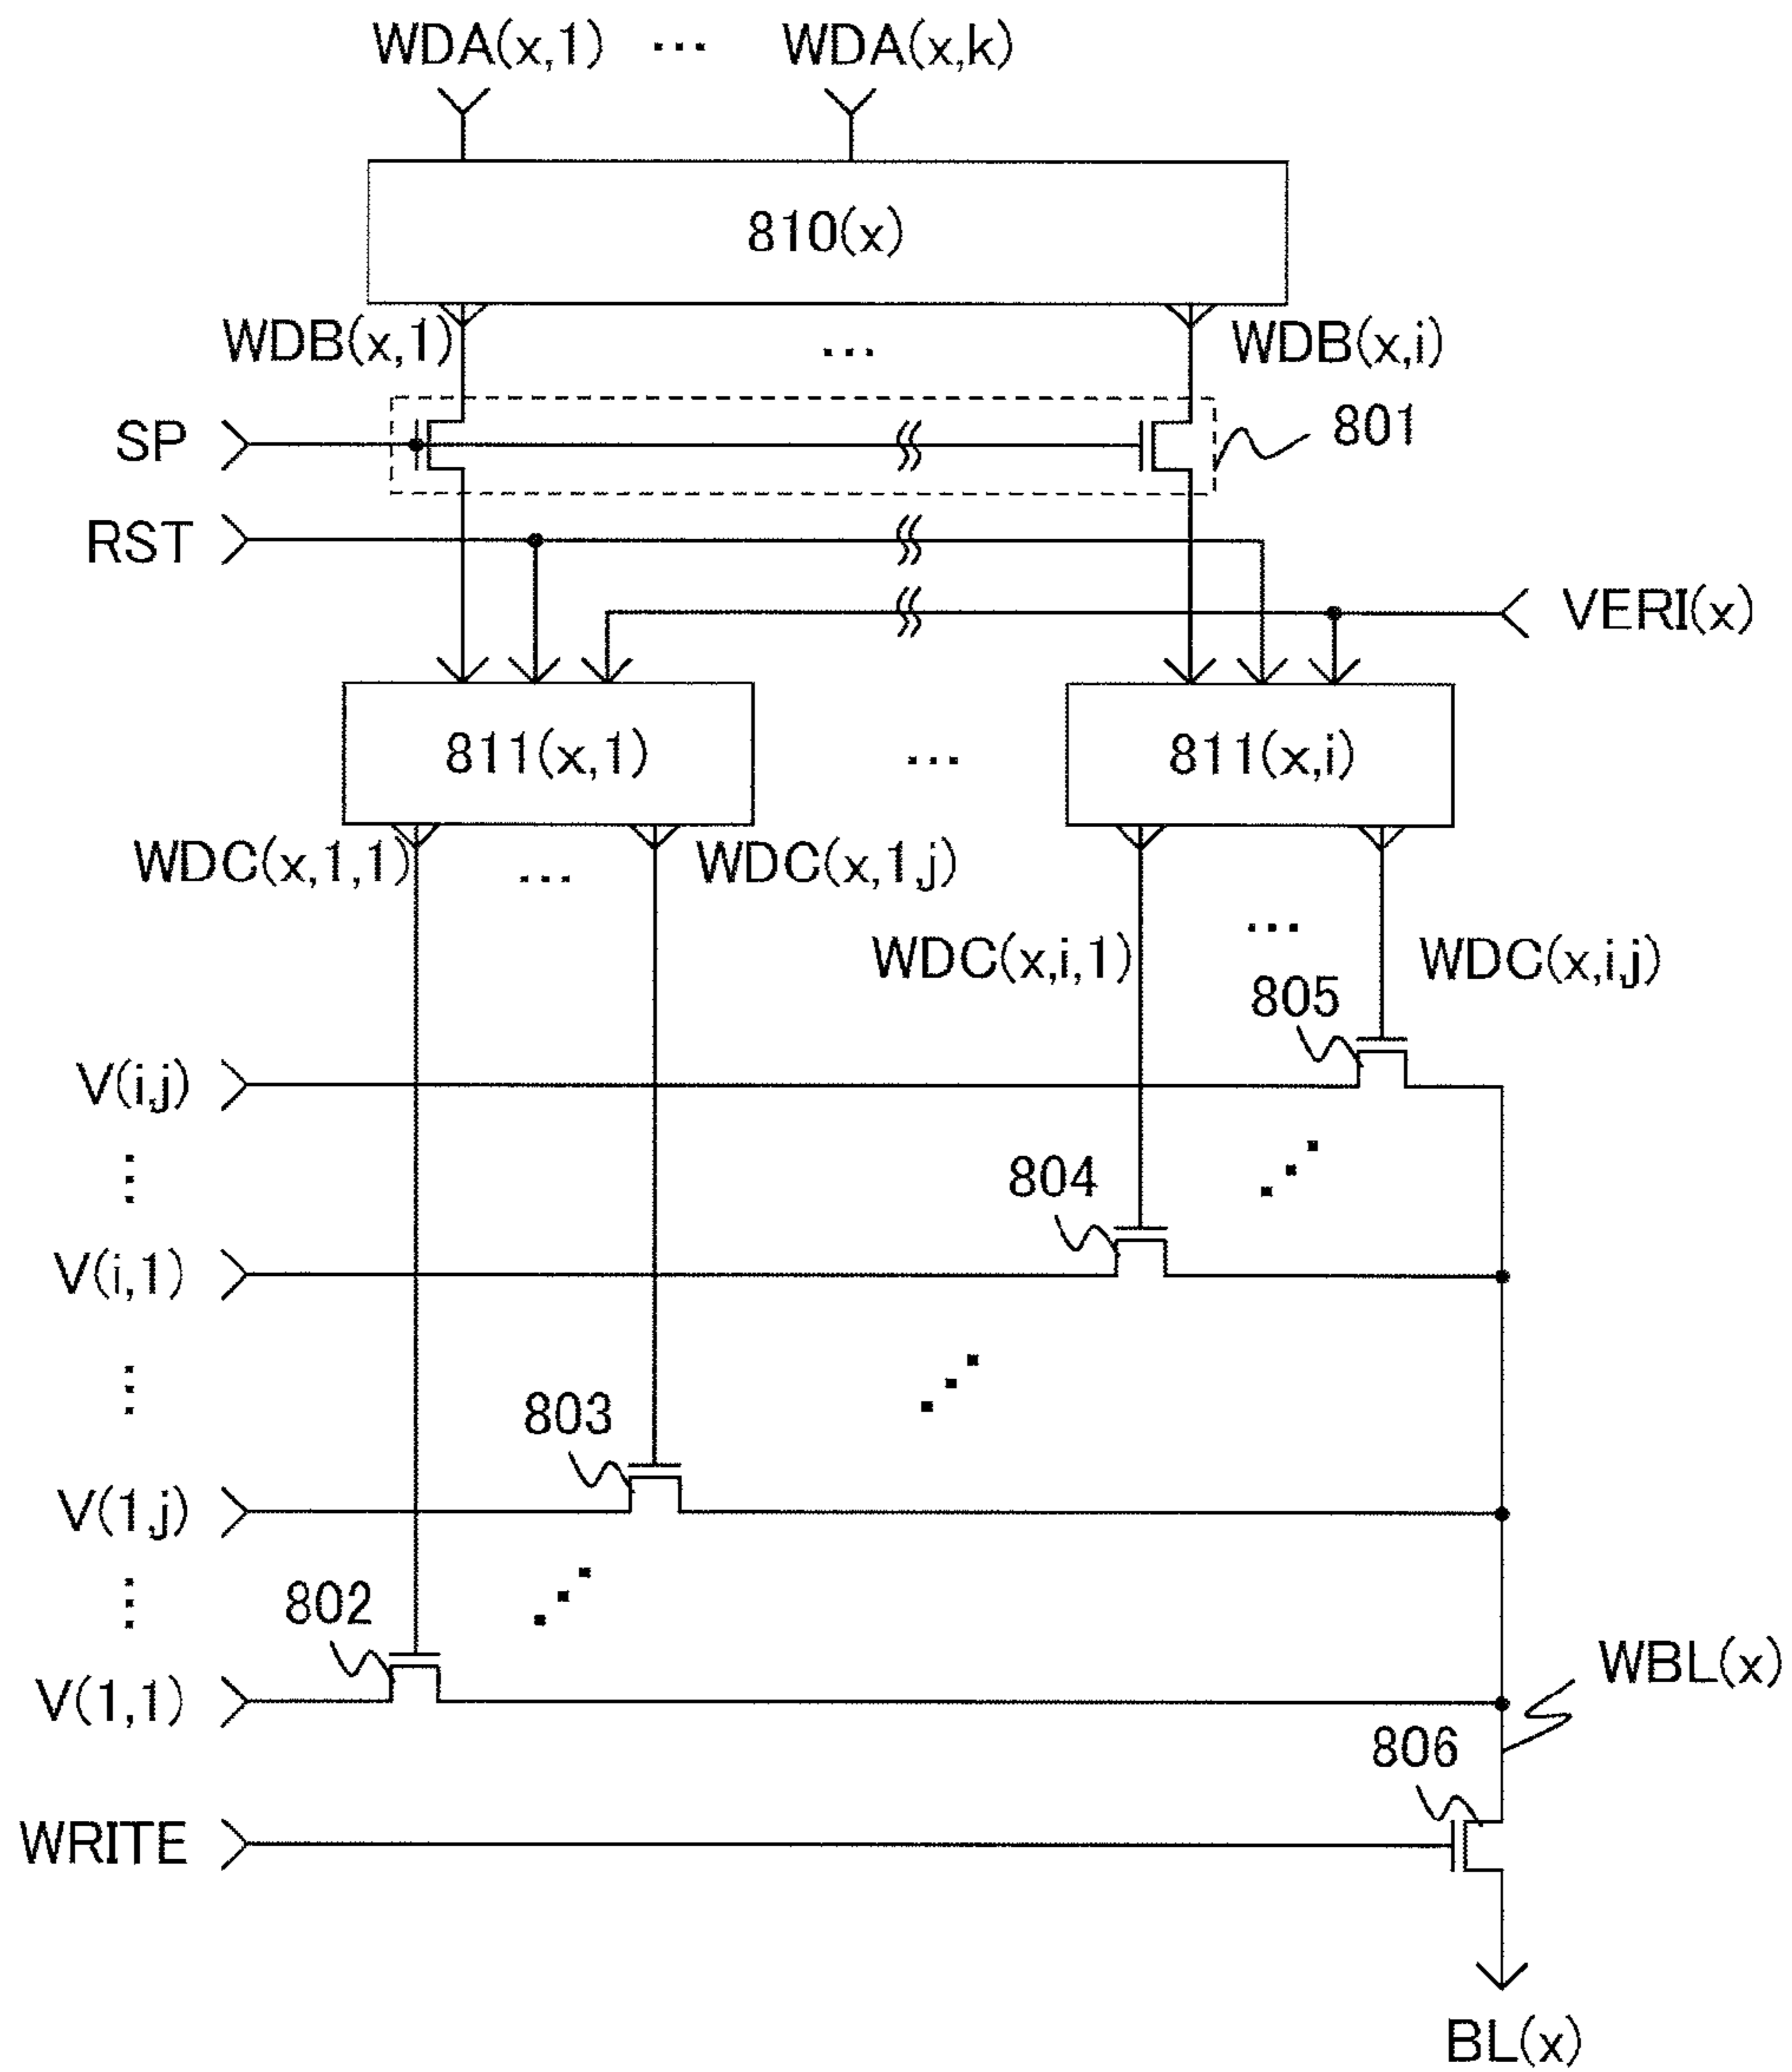 WDA(x,1) ... WDA(x,k)
810(x)
WDB(x,1) ... WDB(x,i)
SP
801
RST
VERI(x)
811(x,1) ... 811(x,i)
WDC(x,1,1) ... WDC(x,1,j)
WDC(x,i,1) ... WDC(x,i,j)
805
V(i,j)
804
V(i,1)
803
V(1,j)
802
V(1,1)
WBL(x)
806
WRITE
BL(x)